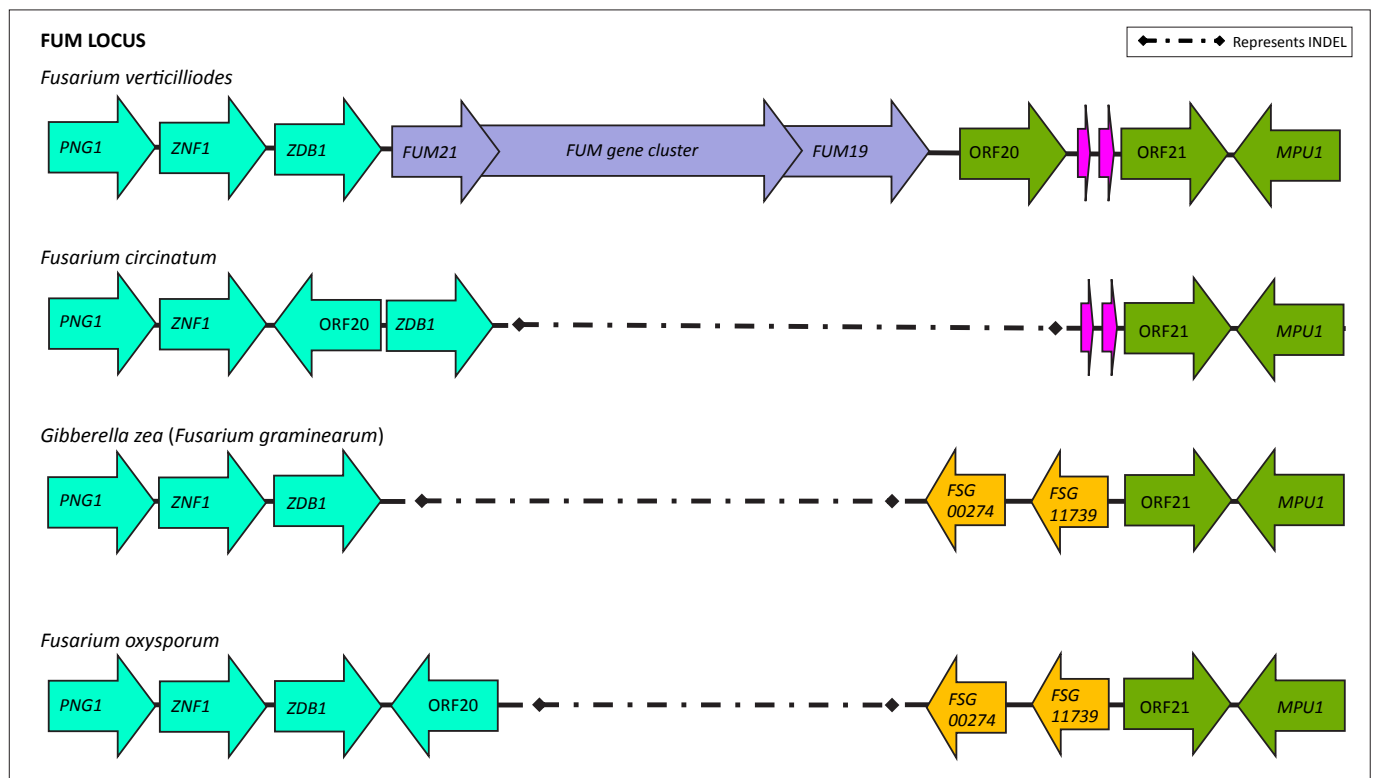 FUM LOCUS
Represents INDEL
Fusarium verticilliodes
PNG1
ZNF1
ZDB1
FUM21
FUM gene cluster
FUM19
ORF20
ORF21
MPU1
Fusarium circinatum
PNG1
ZNF1
ORF20
ZDB1
ORF21
MPU1
Gibberella zea (Fusarium graminearum)
PNG1
ZNF1
ZDB1
FSG
00274
FSG
11739
ORF21
MPU1
Fusarium oxysporum
PNG1
ZNF1
ZDB1
ORF20
FSG
00274
FSG
11739
ORF21
MPU1